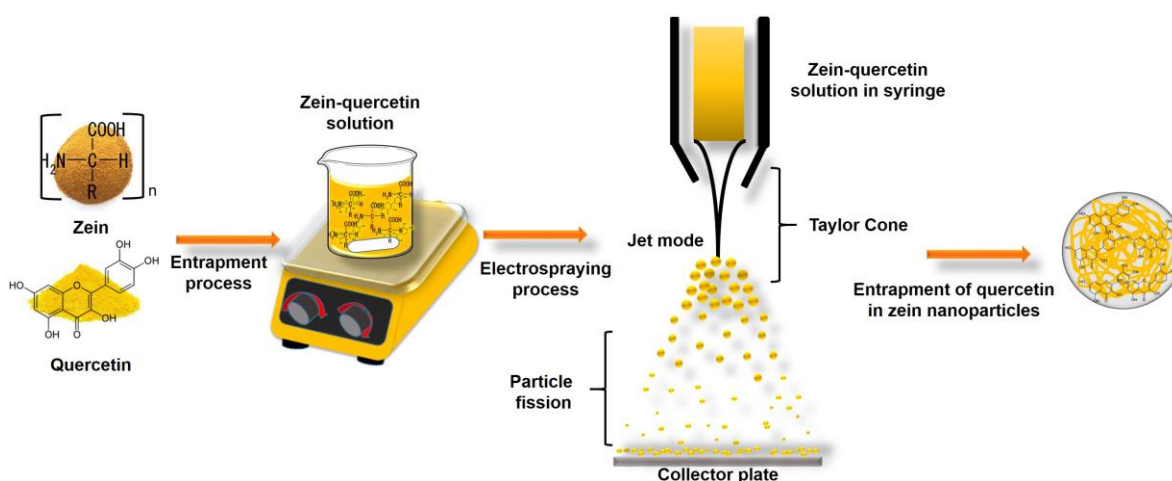 COOH
H₂N—C—H
R
n
Zein
OH
OH
HO
O
OH
OH
O
Quercetin
Entrapment
process
Zein-quercetin
solution
Electrospraying
process
Zein-quercetin
solution in syringe
Taylor Cone
Jet mode
Particle
fission
Collector plate
Entrapment of quercetin
in zein nanoparticles